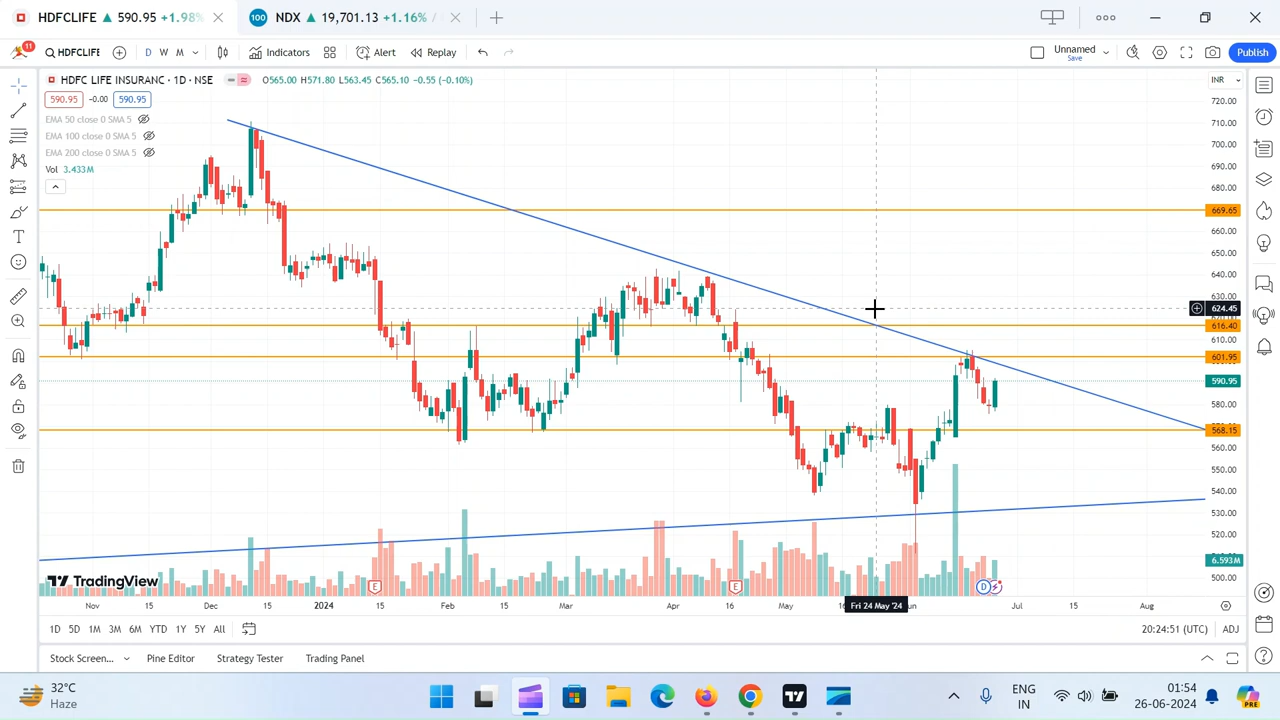 HDFCLIFE ▲ 590.95 +1.98%
100 NDX ▲ 19,701.13 +1.16% /
11 HDFCLIFE D W M Indicators Alert Replay Unnamed Save Publish
HDFC LIFE INSURANC · 1D · NSE O565.00 H571.80 L563.45 C565.10 −0.55 (−0.10%) INR
590.95 −0.00 590.95
EMA 50 close 0 SMA 5
EMA 100 close 0 SMA 5
EMA 200 close 0 SMA 5
Vol 3.433M
720.00
710.00
700.00
690.00
680.00
669.65
660.00
650.00
640.00
630.00
624.45
616.40
610.00
601.95
590.95
580.00
568.15
560.00
550.00
540.00
530.00
520.00
6.593M
500.00
TradingView
E E D
Nov 15 Dec 15 2024 15 Feb 15 Mar Apr 16 May Fri 24 May '24 un Jul 15 Aug
1D 5D 1M 3M 6M YTD 1Y 5Y All 20:24:51 (UTC) ADJ
Stock Screen... Pine Editor Strategy Tester Trading Panel
32°C
Haze
ENG
IN
01:54
26-06-2024
PRE